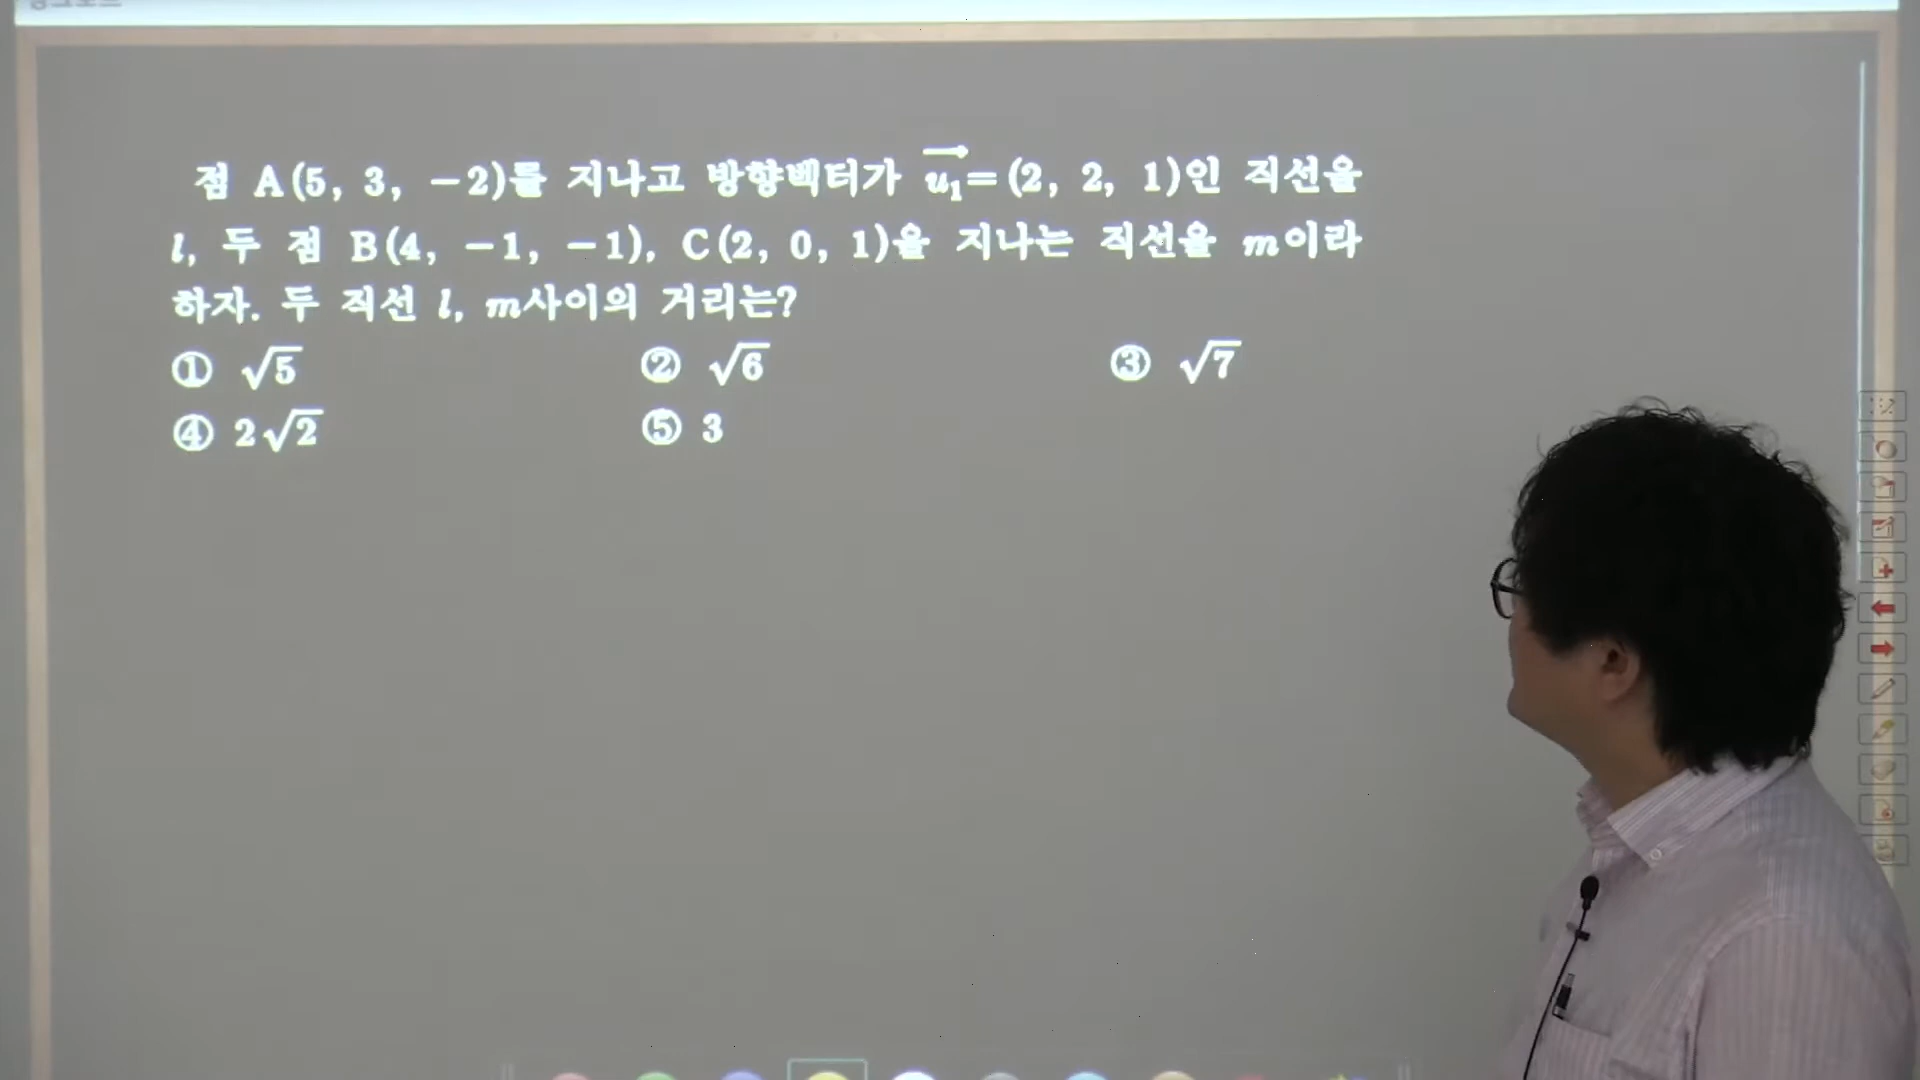 점 A(5, 3, −2)를 지나고 방향벡터가 $\overrightarrow{u_1}$=(2, 2, 1)인 직선을
l, 두 점 B(4, −1, −1), C(2, 0, 1)을 지나는 직선을 m이라
하자. 두 직선 l, m사이의 거리는?
① √5 ② √6 ③ √7
④ 2√2 ⑤ 3